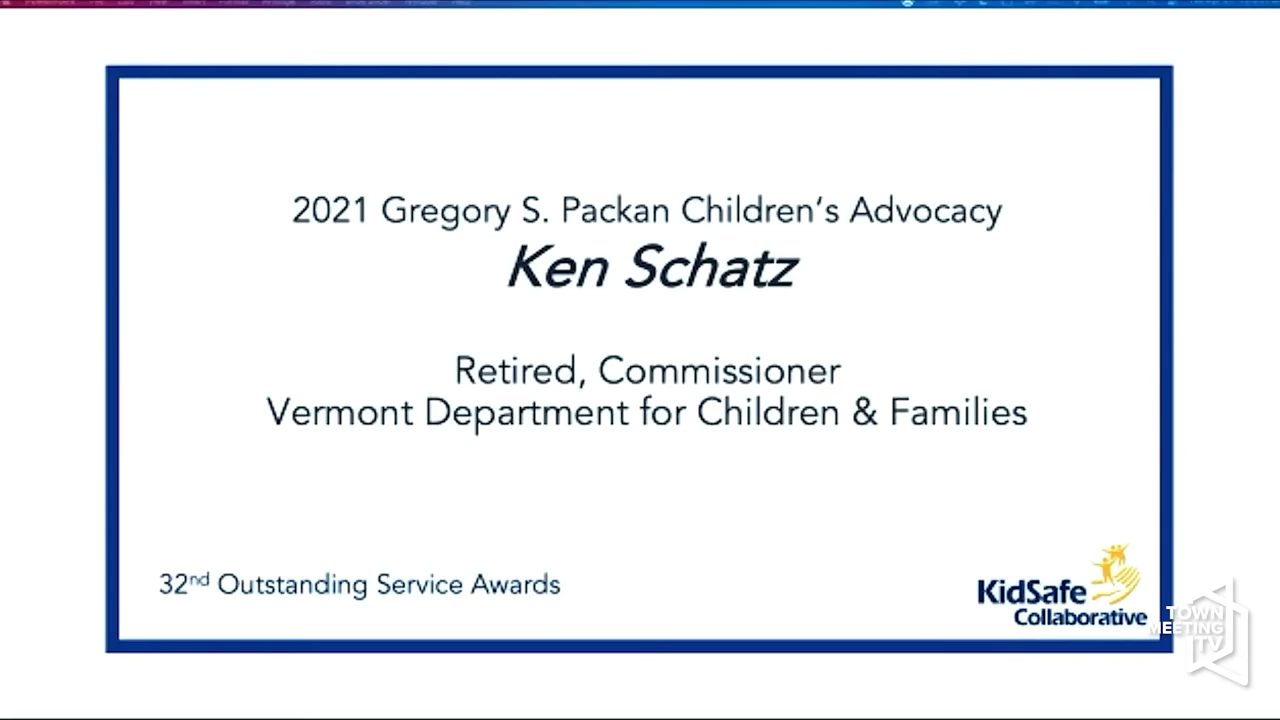 2021 Gregory S. Packan Children's Advocacy
Ken Schatz
Retired, Commissioner
Vermont Department for Children & Families
32nd Outstanding Service Awards
KidSafe
Collaborative
TOWN
MEETING
TV